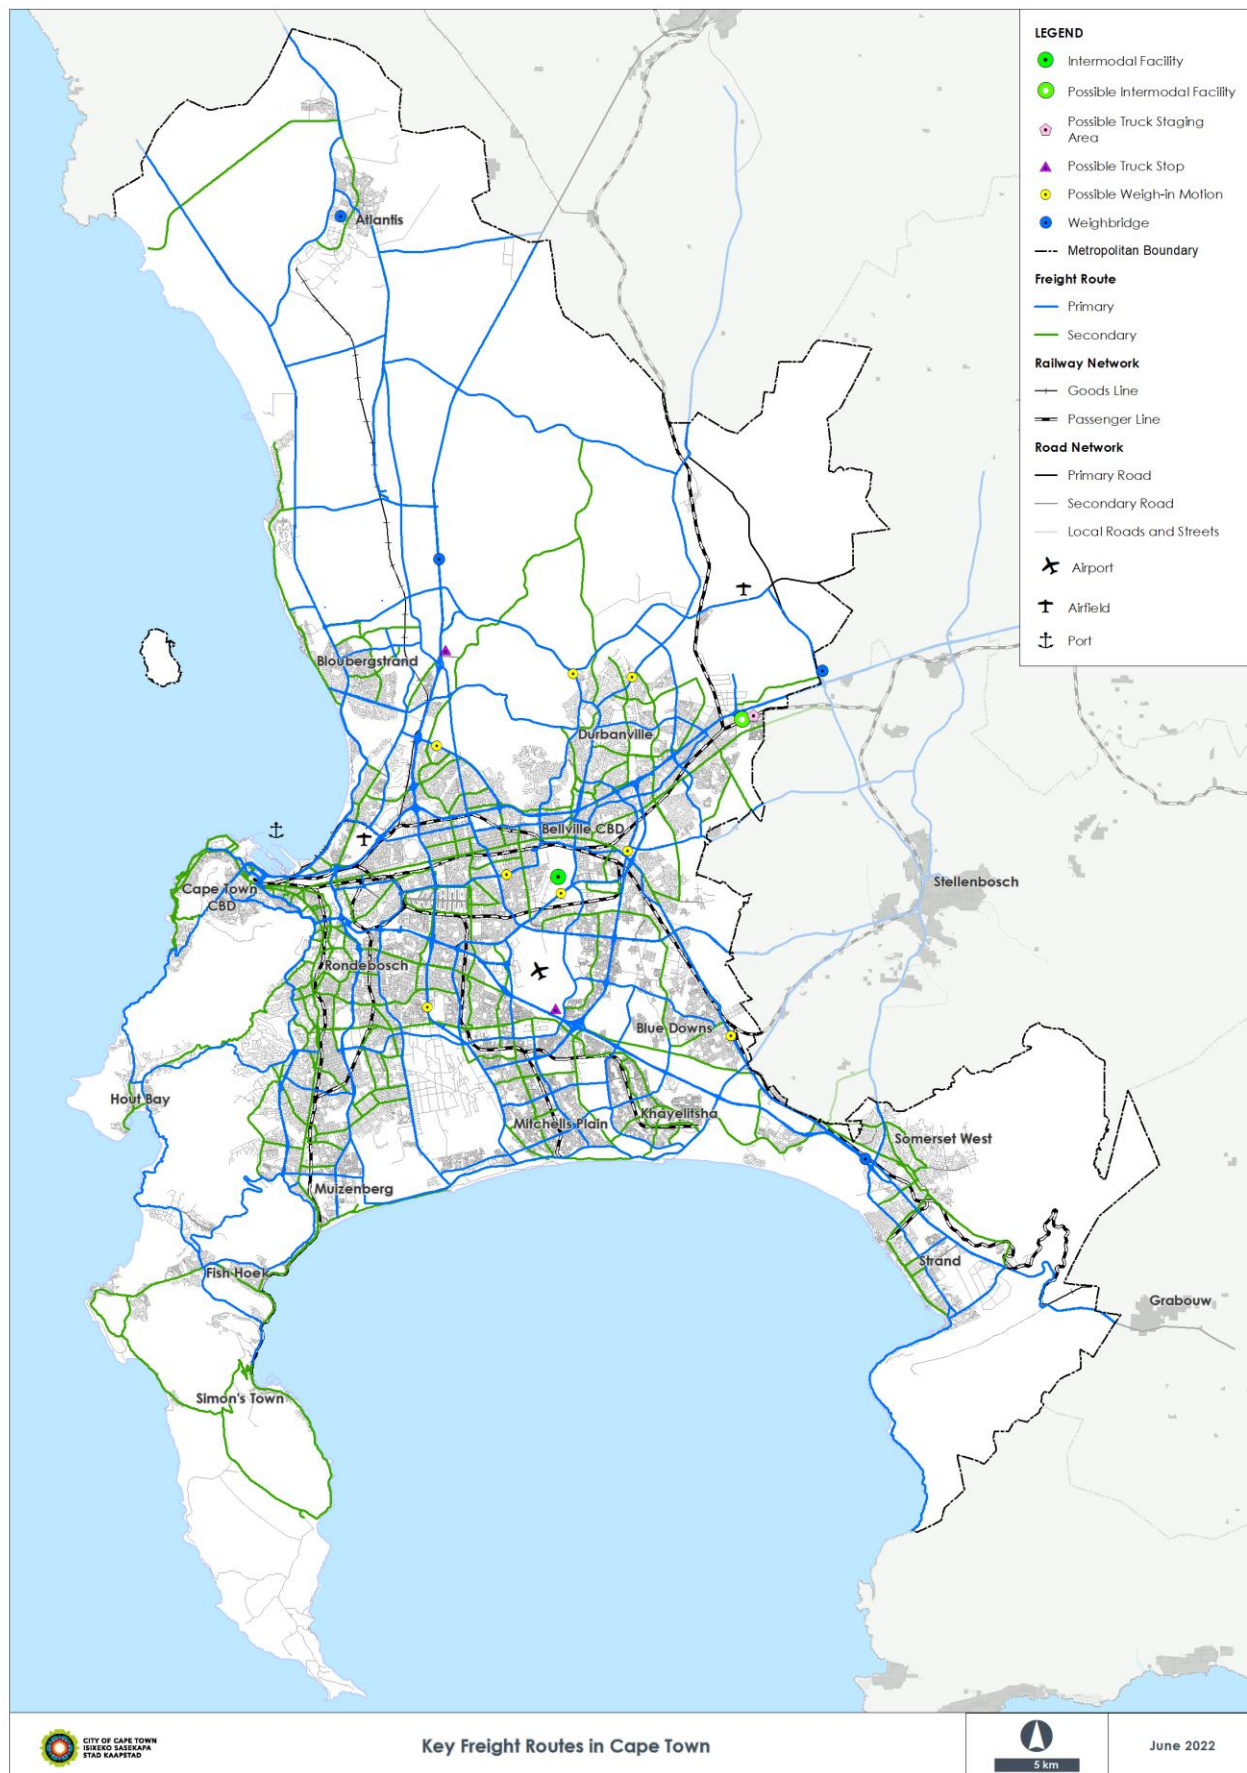 LEGEND
Intermodal Facility
Possible Intermodal Facility
Possible Truck Staging
Area
Possible Truck Stop
Possible Weigh-in Motion
Weighbridge
Metropolitan Boundary
Freight Route
Primary
Secondary
Railway Network
Goods Line
Passenger Line
Road Network
Primary Road
Secondary Road
Local Roads and Streets
Airport
Airfield
Port
Atlantis
Bloubergstrand
Durbanville
Bellville CBD
Cape Town
CBD
Stellenbosch
Rondebosch
Blue Downs
Hout Bay
Khayelitsha
Mitchells Plain
Somerset West
Muizenberg
Fish Hoek
Strand
Grabouw
Simon's Town
CITY OF CAPE TOWN
ISIXEKO SASEKAPA
STAD KAAPSTAD
Key Freight Routes in Cape Town
5 km
June 2022